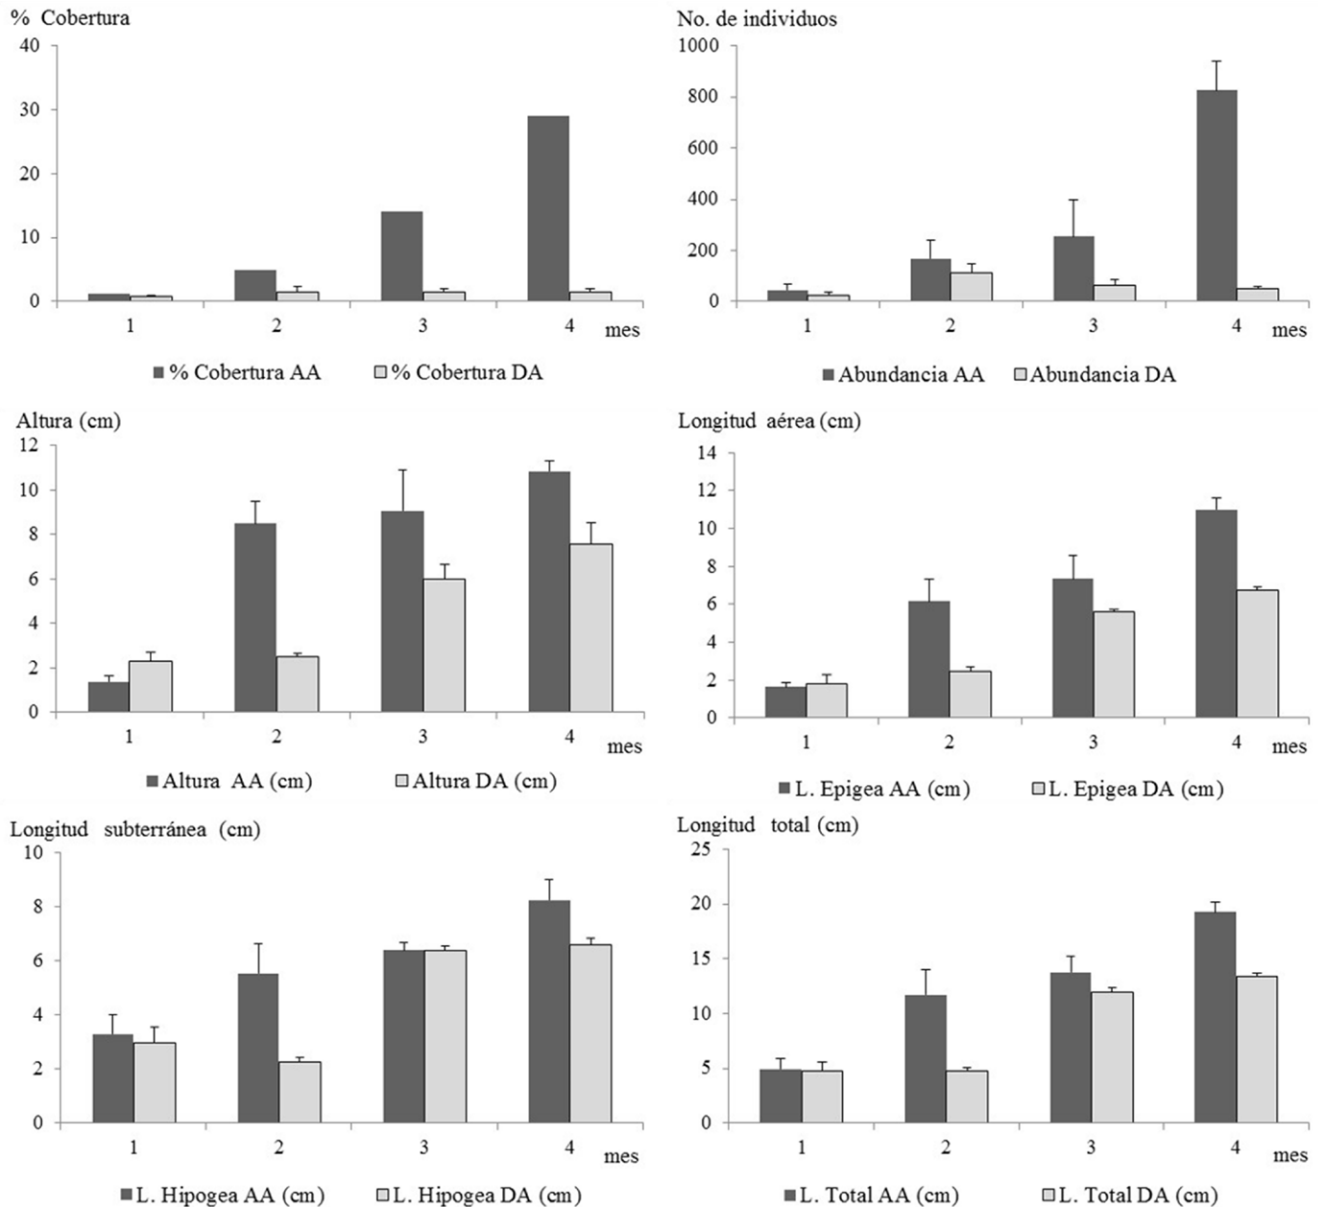 % Cobertura
40
30
20
10
0
1 2 3 4 mes
% Cobertura AA % Cobertura DA
No. de individuos
1000
800
600
400
200
0
1 2 3 4 mes
Abundancia AA Abundancia DA
Altura (cm)
12
10
8
6
4
2
0
1 2 3 4 mes
Altura AA (cm) Altura DA (cm)
Longitud aérea (cm)
14
12
10
8
6
4
2
0
1 2 3 4 mes
L. Epigea AA (cm) L. Epigea DA (cm)
Longitud subterránea (cm)
10
8
6
4
2
0
1 2 3 4 mes
L. Hipogea AA (cm) L. Hipogea DA (cm)
Longitud total (cm)
25
20
15
10
5
0
1 2 3 4 mes
L. Total AA (cm) L. Total DA (cm)